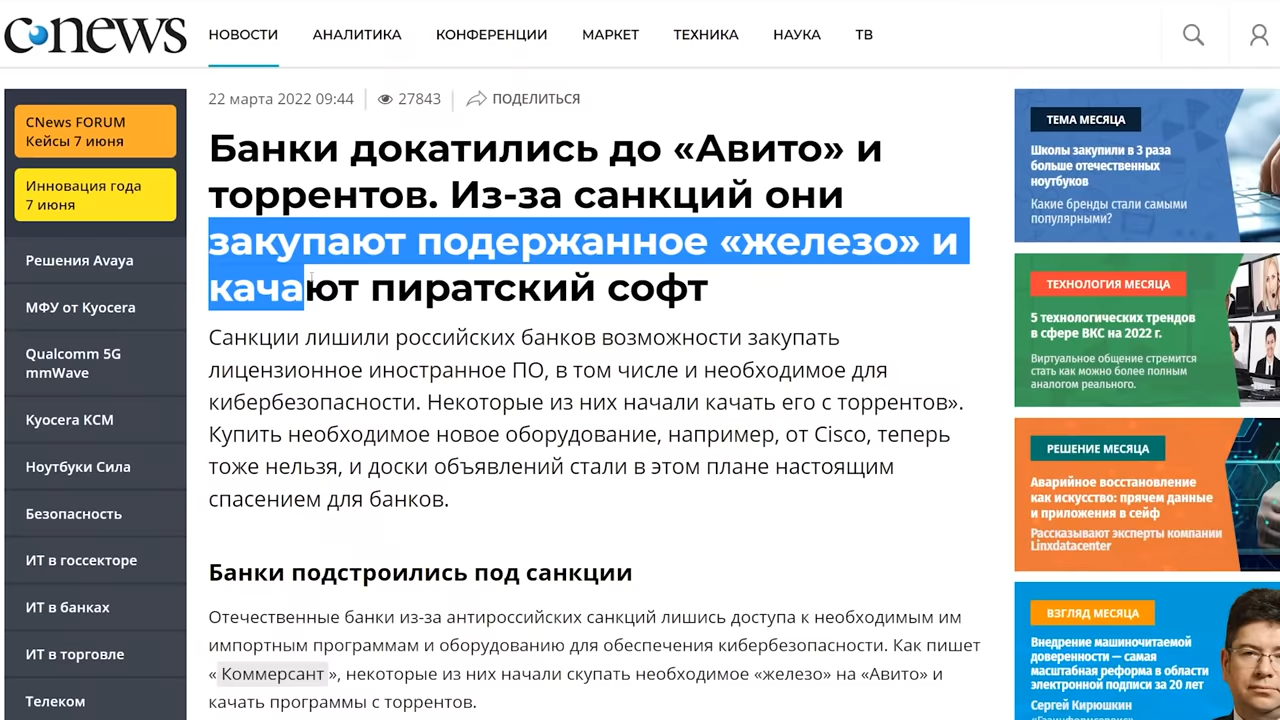 cnews
НОВОСТИ
АНАЛИТИКА
КОНФЕРЕНЦИИ
МАРКЕТ
ТЕХНИКА
НАУКА
ТВ
CNews FORUM
Кейсы 7 июня
Инновация года
7 июня
Решения Avaya
МФУ от Kyocera
Qualcomm 5G
mmWave
Kyocera КСМ
Ноутбуки Сила
Безопасность
ИТ в госсекторе
ИТ в банках
ИТ в торговле
Телеком
22 марта 2022 09:44
27843
ПОДЕЛИТЬСЯ
Банки докатились до «Авито» и
торрентов. Из-за санкций они
закупают подержанное «железо» и
качают пиратский софт
Санкции лишили российских банков возможности закупать
лицензионное иностранное ПО, в том числе и необходимое для
кибербезопасности. Некоторые из них начали качать его с торрентов».
Купить необходимое новое оборудование, например, от Cisco, теперь
тоже нельзя, и доски объявлений стали в этом плане настоящим
спасением для банков.
Банки подстроились под санкции
Отечественные банки из-за антироссийских санкций лишись доступа к необходимым им
импортным программам и оборудованию для обеспечения кибербезопасности. Как пишет
« Коммерсант », некоторые из них начали скупать необходимое «железо» на «Авито» и
качать программы с торрентов.
ТЕМА МЕСЯЦА
Школы закупили в 3 раза
больше отечественных
ноутбуков
Какие бренды стали самыми
популярными?
ТЕХНОЛОГИЯ МЕСЯЦА
5 технологических трендов
в сфере ВКС на 2022 г.
Виртуальное общение стремится
стать как можно более полным
аналогом реального.
РЕШЕНИЕ МЕСЯЦА
Аварийное восстановление
как искусство: прячем данные
и приложения в сейф
Рассказывают эксперты компании
Linxdatacenter
ВЗГЛЯД МЕСЯЦА
Внедрение машиночитаемой
доверенности — самая
масштабная реформа в области
электронной подписи за 20 лет
Сергей Кирюшкин